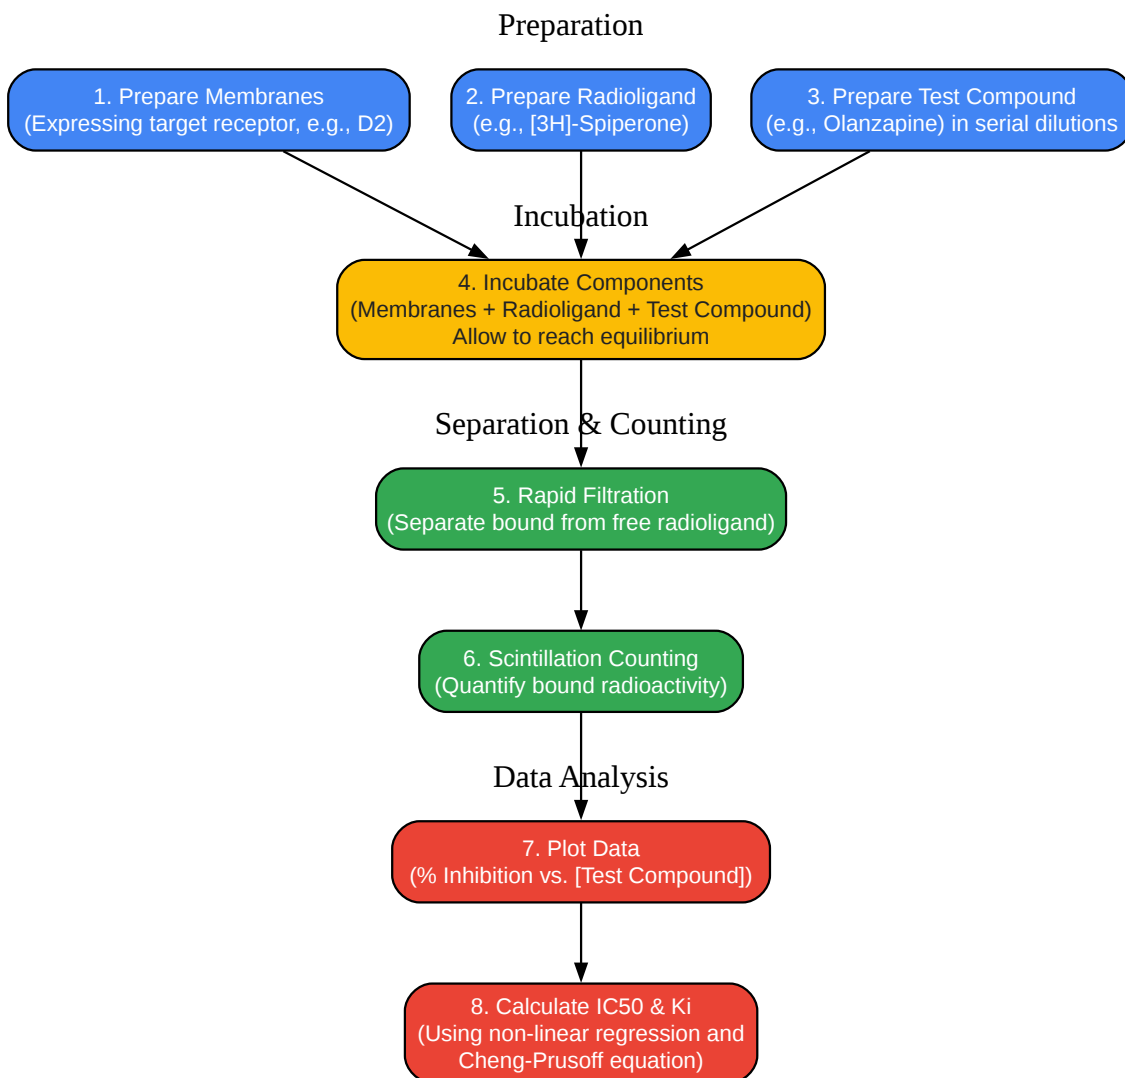 Preparation
1. Prepare Membranes
(Expressing target receptor, e.g., D2)
2. Prepare Radioligand
(e.g., [3H]-Spiperone)
3. Prepare Test Compound
(e.g., Olanzapine) in serial dilutions
Incubation
4. Incubate Components
(Membranes + Radioligand + Test Compound)
Allow to reach equilibrium
Separation & Counting
5. Rapid Filtration
(Separate bound from free radioligand)
6. Scintillation Counting
(Quantify bound radioactivity)
Data Analysis
7. Plot Data
(% Inhibition vs. [Test Compound])
8. Calculate IC50 & Ki
(Using non-linear regression and
Cheng-Prusoff equation)